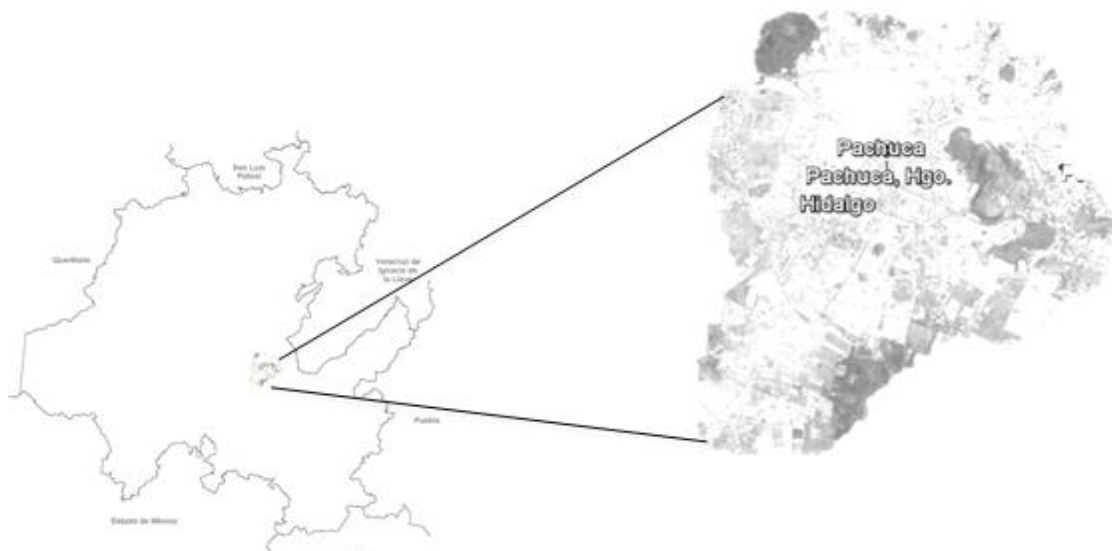 San Luis
Potosí
Querétaro
Veracruz de
Ignacio de
la Llave
Puebla
Estado de México
Pachuca
Pachuca, Hgo.
Hidalgo